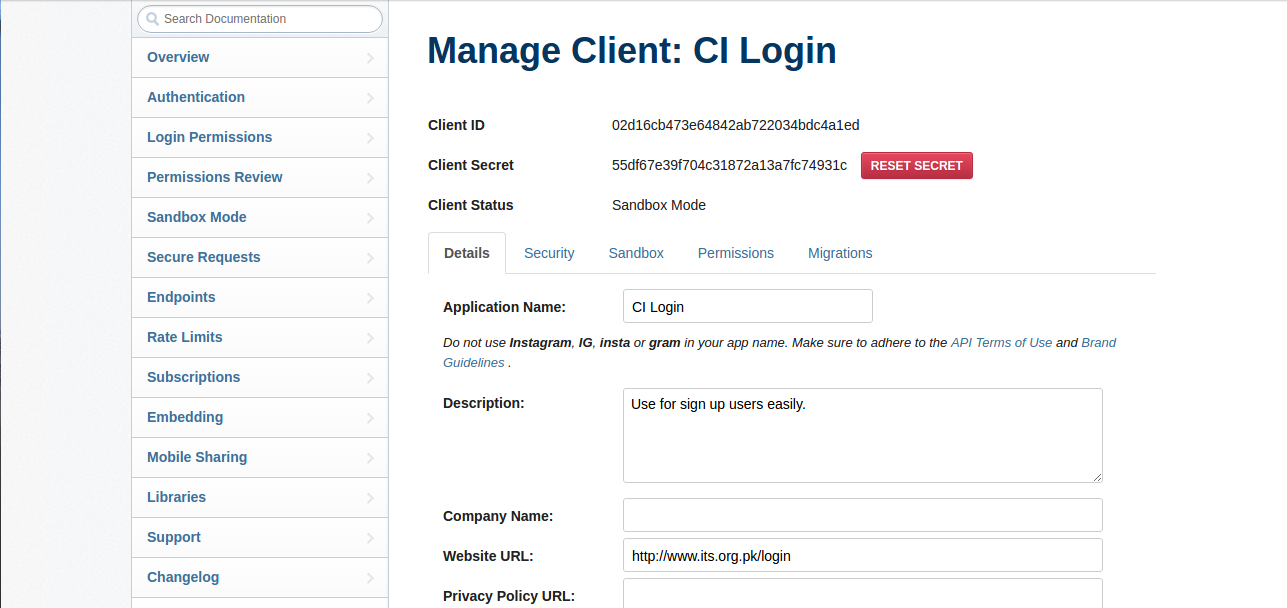 Search Documentation
Overview
Authentication
Login Permissions
Permissions Review
Sandbox Mode
Secure Requests
Endpoints
Rate Limits
Subscriptions
Embedding
Mobile Sharing
Libraries
Support
Changelog
Manage Client: CI Login
Client ID 02d16cb473e64842ab722034bdc4a1ed
Client Secret 55df67e39f704c31872a13a7fc74931c RESET SECRET
Client Status Sandbox Mode
Details Security Sandbox Permissions Migrations
Application Name: CI Login
Do not use Instagram, IG, insta or gram in your app name. Make sure to adhere to the API Terms of Use and Brand
Guidelines .
Description: Use for sign up users easily.
Company Name:
Website URL: http://www.its.org.pk/login
Privacy Policy URL: